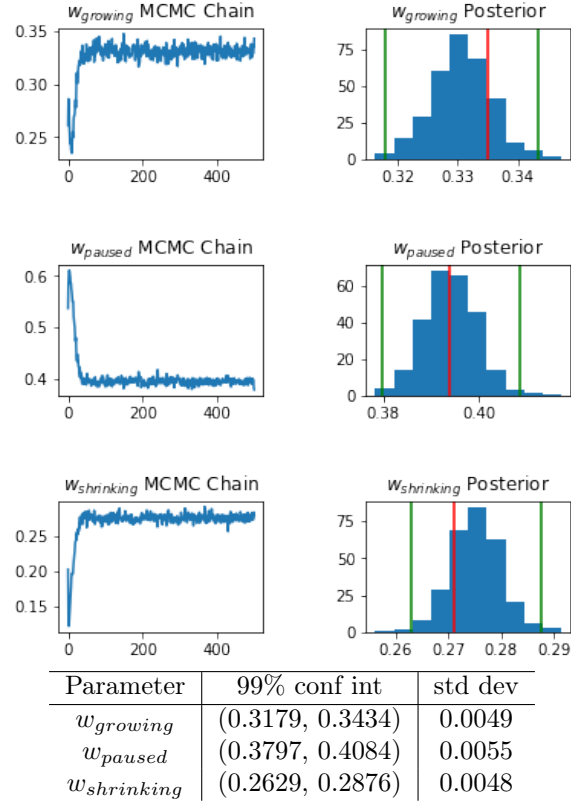 w_growing MCMC Chain
w_growing Posterior
0.35
0.30
0.25
0 200 400
75
50
25
0
0.32 0.33 0.34
w_paused MCMC Chain
w_paused Posterior
0.6
0.5
0.4
0 200 400
60
40
20
0
0.38 0.40
w_shrinking MCMC Chain
w_shrinking Posterior
0.25
0.20
0.15
0 200 400
75
50
25
0
0.26 0.27 0.28 0.29
Parameter 99% conf int std dev
w_growing (0.3179, 0.3434) 0.0049
w_paused (0.3797, 0.4084) 0.0055
w_shrinking (0.2629, 0.2876) 0.0048